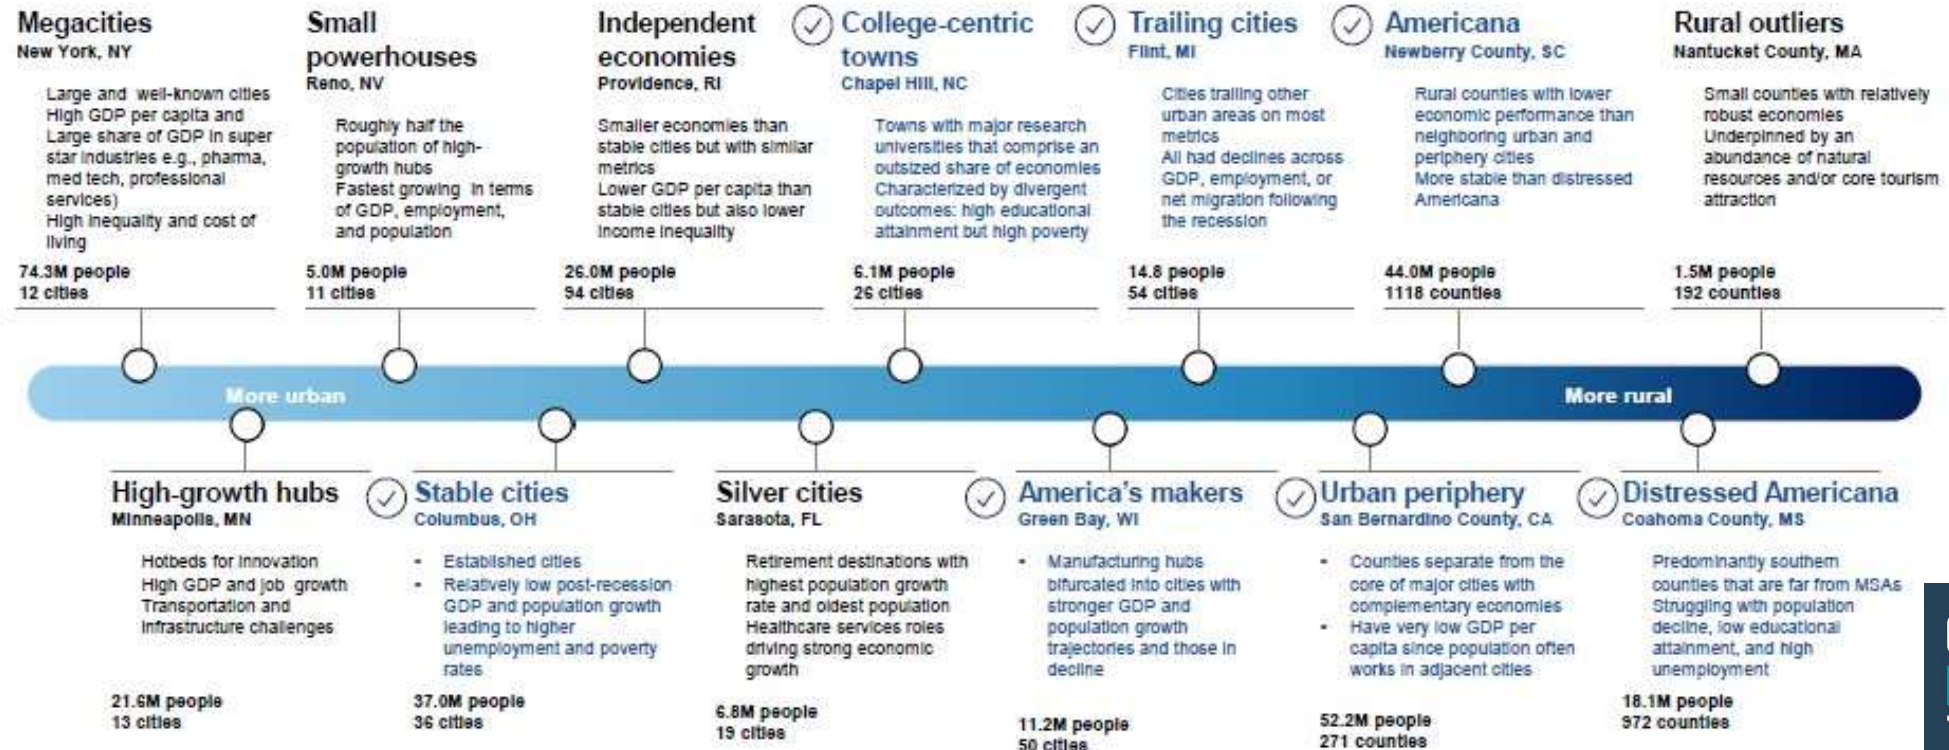 Megacities
New York, NY
Large and well-known cities
High GDP per capita and
Large share of GDP in super
star industries e.g., pharma,
med tech, professional
services)
High inequality and cost of
living
74.3M people
12 cities
Small
powerhouses
Reno, NV
Roughly half the
population of high-
growth hubs
Fastest growing in terms
of GDP, employment,
and population
5.0M people
11 cities
Independent
economies
Providence, RI
Smaller economies than
stable cities but with similar
metrics
Lower GDP per capita than
stable cities but also lower
income inequality
26.0M people
94 cities
College-centric
towns
Chapel Hill, NC
Towns with major research
universities that comprise an
outsized share of economies
Characterized by divergent
outcomes: high educational
attainment but high poverty
6.1M people
26 cities
Trailing cities
Flint, MI
Cities trailing other
urban areas on most
metrics
All had declines across
GDP, employment, or
net migration following
the recession
14.8 people
54 cities
Americana
Newberry County, SC
Rural counties with lower
economic performance than
neighboring urban and
periphery cities
More stable than distressed
Americana
44.0M people
1118 counties
Rural outliers
Nantucket County, MA
Small counties with relatively
robust economies
Underpinned by an
abundance of natural
resources and/or core tourism
attraction
1.5M people
192 counties
More urban
More rural
High-growth hubs
Minneapolis, MN
Hotbeds for innovation
High GDP and job growth
Transportation and
infrastructure challenges
21.6M people
13 cities
Stable cities
Columbus, OH
- Established cities
- Relatively low post-recession
GDP and population growth
leading to higher
unemployment and poverty
rates
37.0M people
36 cities
Silver cities
Sarasota, FL
Retirement destinations with
highest population growth
rate and oldest population
Healthcare services roles
driving strong economic
growth
6.8M people
19 cities
America's makers
Green Bay, WI
- Manufacturing hubs
bifurcated into cities with
stronger GDP and
population growth
trajectories and those in
decline
11.2M people
50 cities
Urban periphery
San Bernardino County, CA
- Counties separate from the
core of major cities with
complementary economies
- Have very low GDP per
capita since population often
works in adjacent cities
52.2M people
271 counties
Distressed Americana
Coahoma County, MS
Predominantly southern
counties that are far from MSAs
Struggling with population
decline, low educational
attainment, and high
unemployment
18.1M people
972 counties